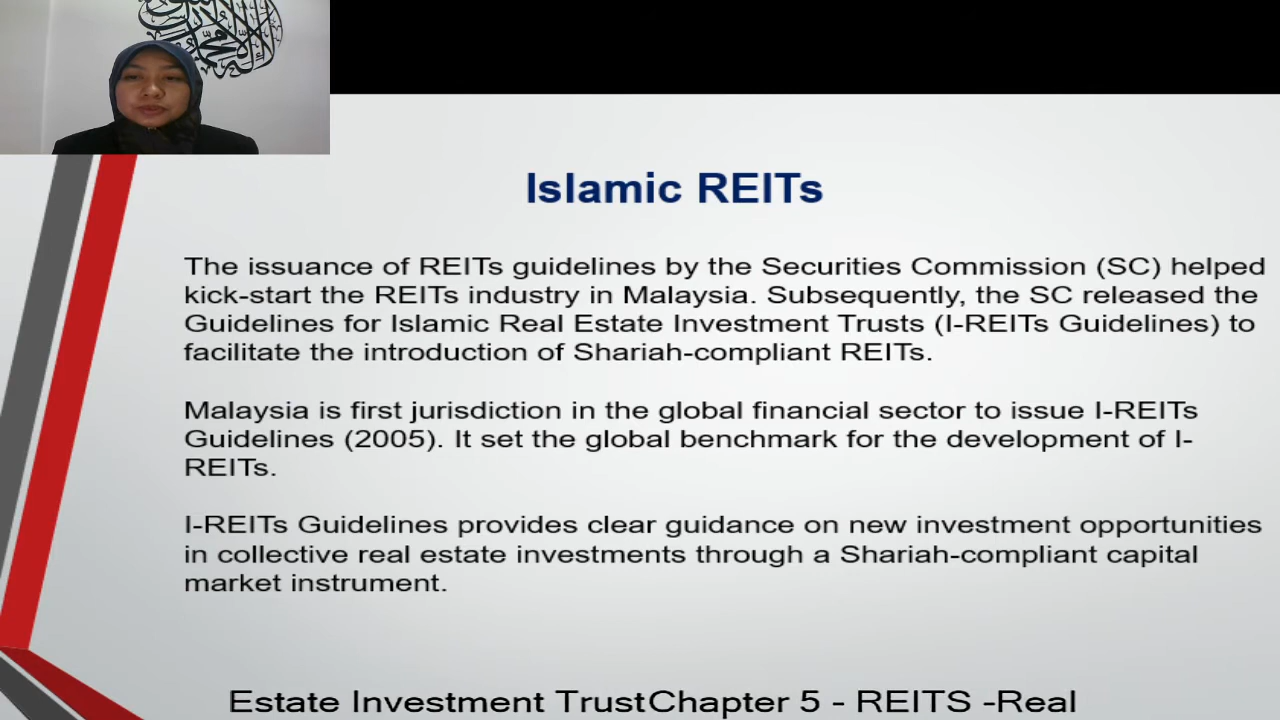 Islamic REITs
The issuance of REITs guidelines by the Securities Commission (SC) helped
kick-start the REITs industry in Malaysia. Subsequently, the SC released the
Guidelines for Islamic Real Estate Investment Trusts (I-REITs Guidelines) to
facilitate the introduction of Shariah-compliant REITs.
Malaysia is first jurisdiction in the global financial sector to issue I-REITs
Guidelines (2005). It set the global benchmark for the development of I-
REITs.
I-REITs Guidelines provides clear guidance on new investment opportunities
in collective real estate investments through a Shariah-compliant capital
market instrument.
Estate Investment TrustChapter 5 - REITS -Real